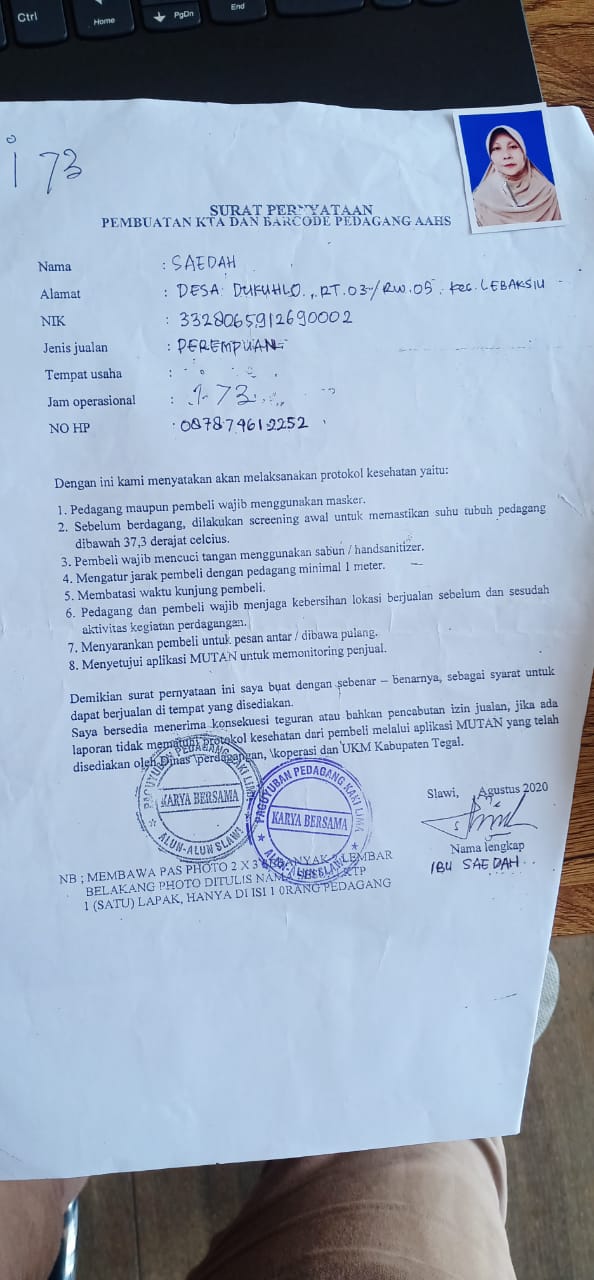 Ctrl
Home
PgDn
End
i 73
SURAT PERNYATAAN
PEMBUATAN KTA DAN BARCODE PEDAGANG AAHS
Nama : SAEDAH
Alamat : DESA DUKUHLO., RT.03-/RW.05. Kec. LEBAKSIU
NIK : 3328065912690002
Jenis jualan : PEREMPUAN
Tempat usaha :
Jam operasional : 1-73
NO HP : 087874612252
Dengan ini kami menyatakan akan melaksanakan protokol kesehatan yaitu:
1. Pedagang maupun pembeli wajib menggunakan masker.
2. Sebelum berdagang, dilakukan screening awal untuk memastikan suhu tubuh pedagang
dibawah 37,3 derajat celcius.
3. Pembeli wajib mencuci tangan menggunakan sabun / handsanitizer.
4. Mengatur jarak pembeli dengan pedagang minimal 1 meter.
5. Membatasi waktu kunjung pembeli.
6. Pedagang dan pembeli wajib menjaga kebersihan lokasi berjualan sebelum dan sesudah
aktivitas kegiatan perdagangan.
7. Menyarankan pembeli untuk pesan antar / dibawa pulang.
8. Menyetujui aplikasi MUTAN untuk memonitoring penjual.
Demikian surat pernyataan ini saya buat dengan sebenar – benarnya, sebagai syarat untuk
dapat berjualan di tempat yang disediakan.
Saya bersedia menerima konsekuesi teguran atau bahkan pencabutan izin jualan, jika ada
laporan tidak mematuhi protokol kesehatan dari pembeli melalui aplikasi MUTAN yang telah
disediakan oleh Dinas \perdagangan, \koperasi dan UKM Kabupaten Tegal.
Slawi, Agustus 2020
PAGUYUBAN PEDAGANG KAKI LIMA
KARYA BERSAMA
ALUN-ALUN SLAWI
PAGUYUBAN PEDAGANG KAKI LIMA
KARYA BERSAMA
ALUN-ALUN SLAWI
Nama lengkap
IBU SAEDAH
NB ; MEMBAWA PAS PHOTO 2 X 3 LEMBAR
BELAKANG PHOTO DITULIS NAMA KTP
1 (SATU) LAPAK, HANYA DI ISI 1 0RANG PEDAGANG